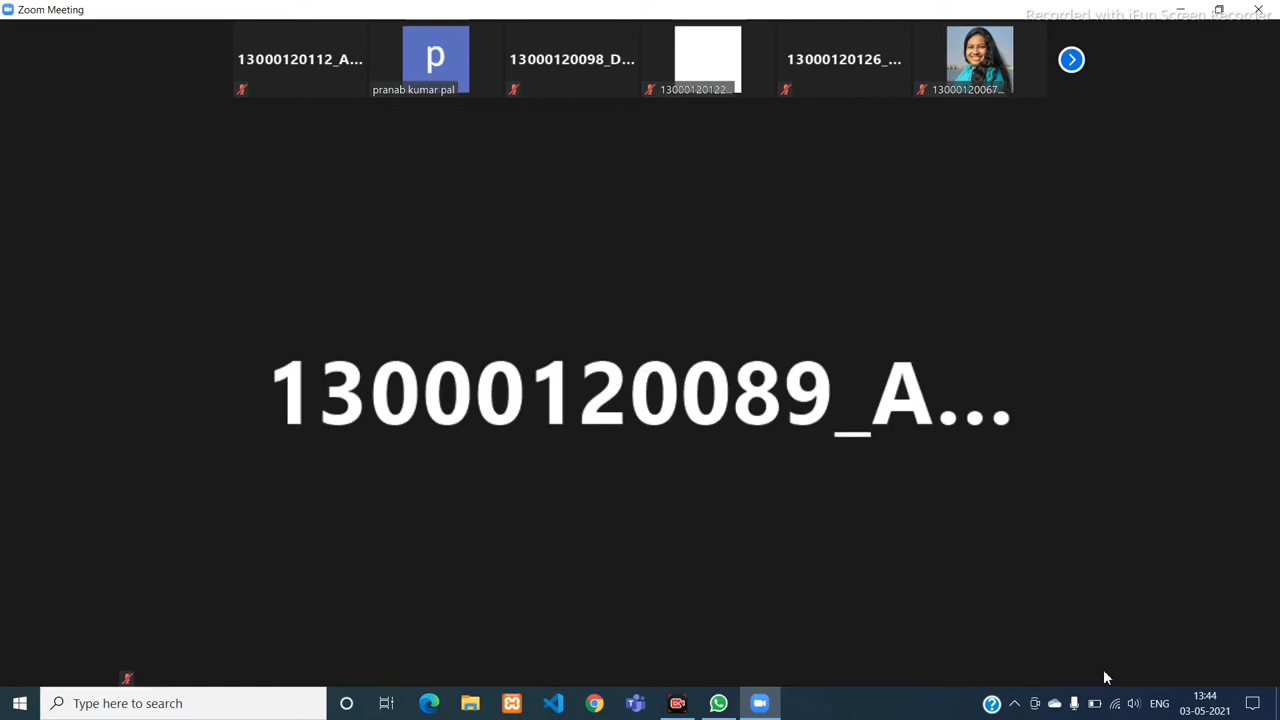 Zoom Meeting
Recorded with iFun Screen Recorder
13000120112_A...
p
pranab kumar pal
13000120098_D...
13000120122...
13000120126_...
13000120067...
13000120089_A...
Type here to search
ENG
13:44
03-05-2021